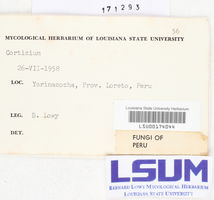 171293
56
MYCOLOGICAL HERBARIUM OF LOUISIANA STATE UNIVERSITY
Corticium
26-VII-1958
LOC. Yarinacocha, Prov. Loreto, Peru
LEG. B. Lowy
DET.
Louisiana State University Herbarium
LSU00174044
FUNGI OF
PERU
LSUM
BERNARD LOWY MYCOLOGICAL HERBARIUM
LOUISIANA STATE UNIVERSITY